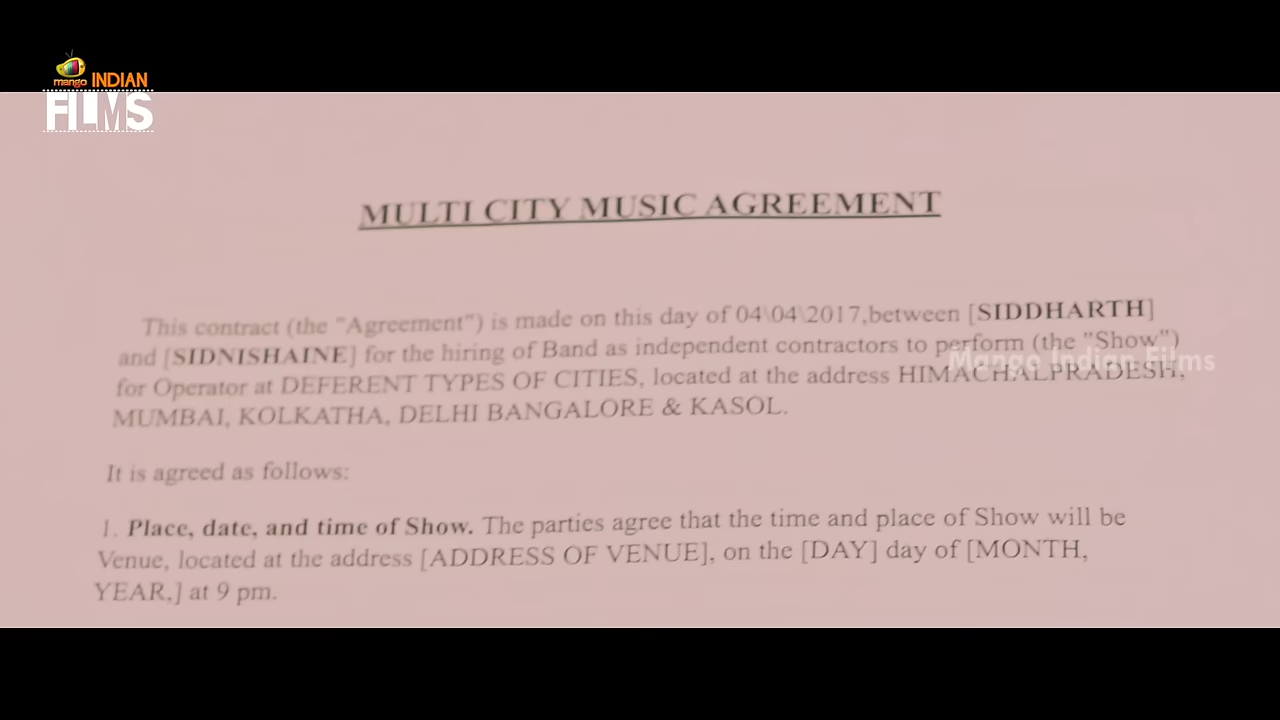 mango INDIAN
FILMS
MULTI CITY MUSIC AGREEMENT
This contract (the "Agreement") is made on this day of 04\04\2017,between [SIDDHARTH]
and [SIDNISHAINE] for the hiring of Band as independent contractors to perform (the "Show")
Mango Indian Films
for Operator at DEFERENT TYPES OF CITIES, located at the address HIMACHALPRADESH,
MUMBAI, KOLKATHA, DELHI BANGALORE & KASOL.
It is agreed as follows:
1. Place, date, and time of Show. The parties agree that the time and place of Show will be
Venue, located at the address [ADDRESS OF VENUE], on the [DAY] day of [MONTH,
YEAR,] at 9 pm.